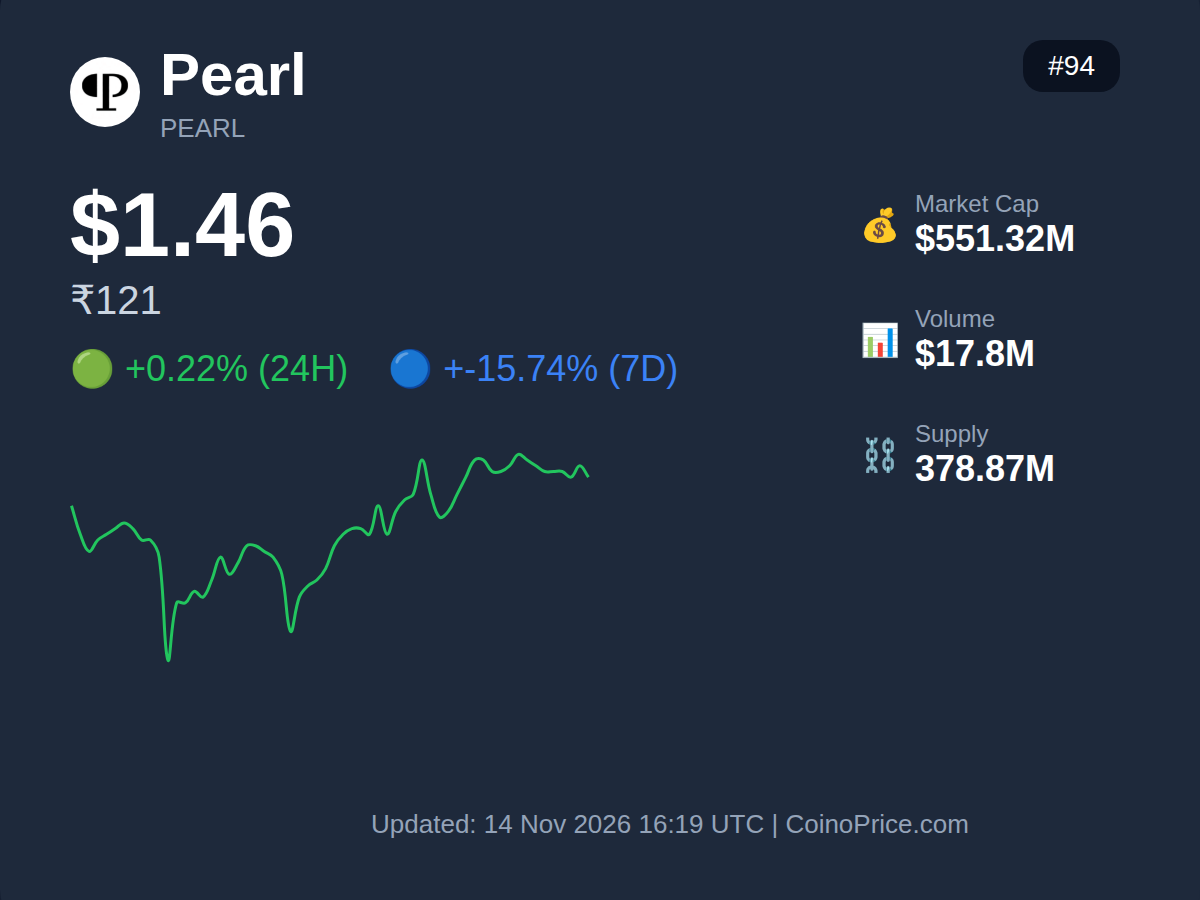 Pearl
PEARL
#94
$1.46
₹121
+0.22% (24H)
+-15.74% (7D)
Market Cap
$551.32M
Volume
$17.8M
Supply
378.87M
Updated: 14 Nov 2026 16:19 UTC | CoinoPrice.com